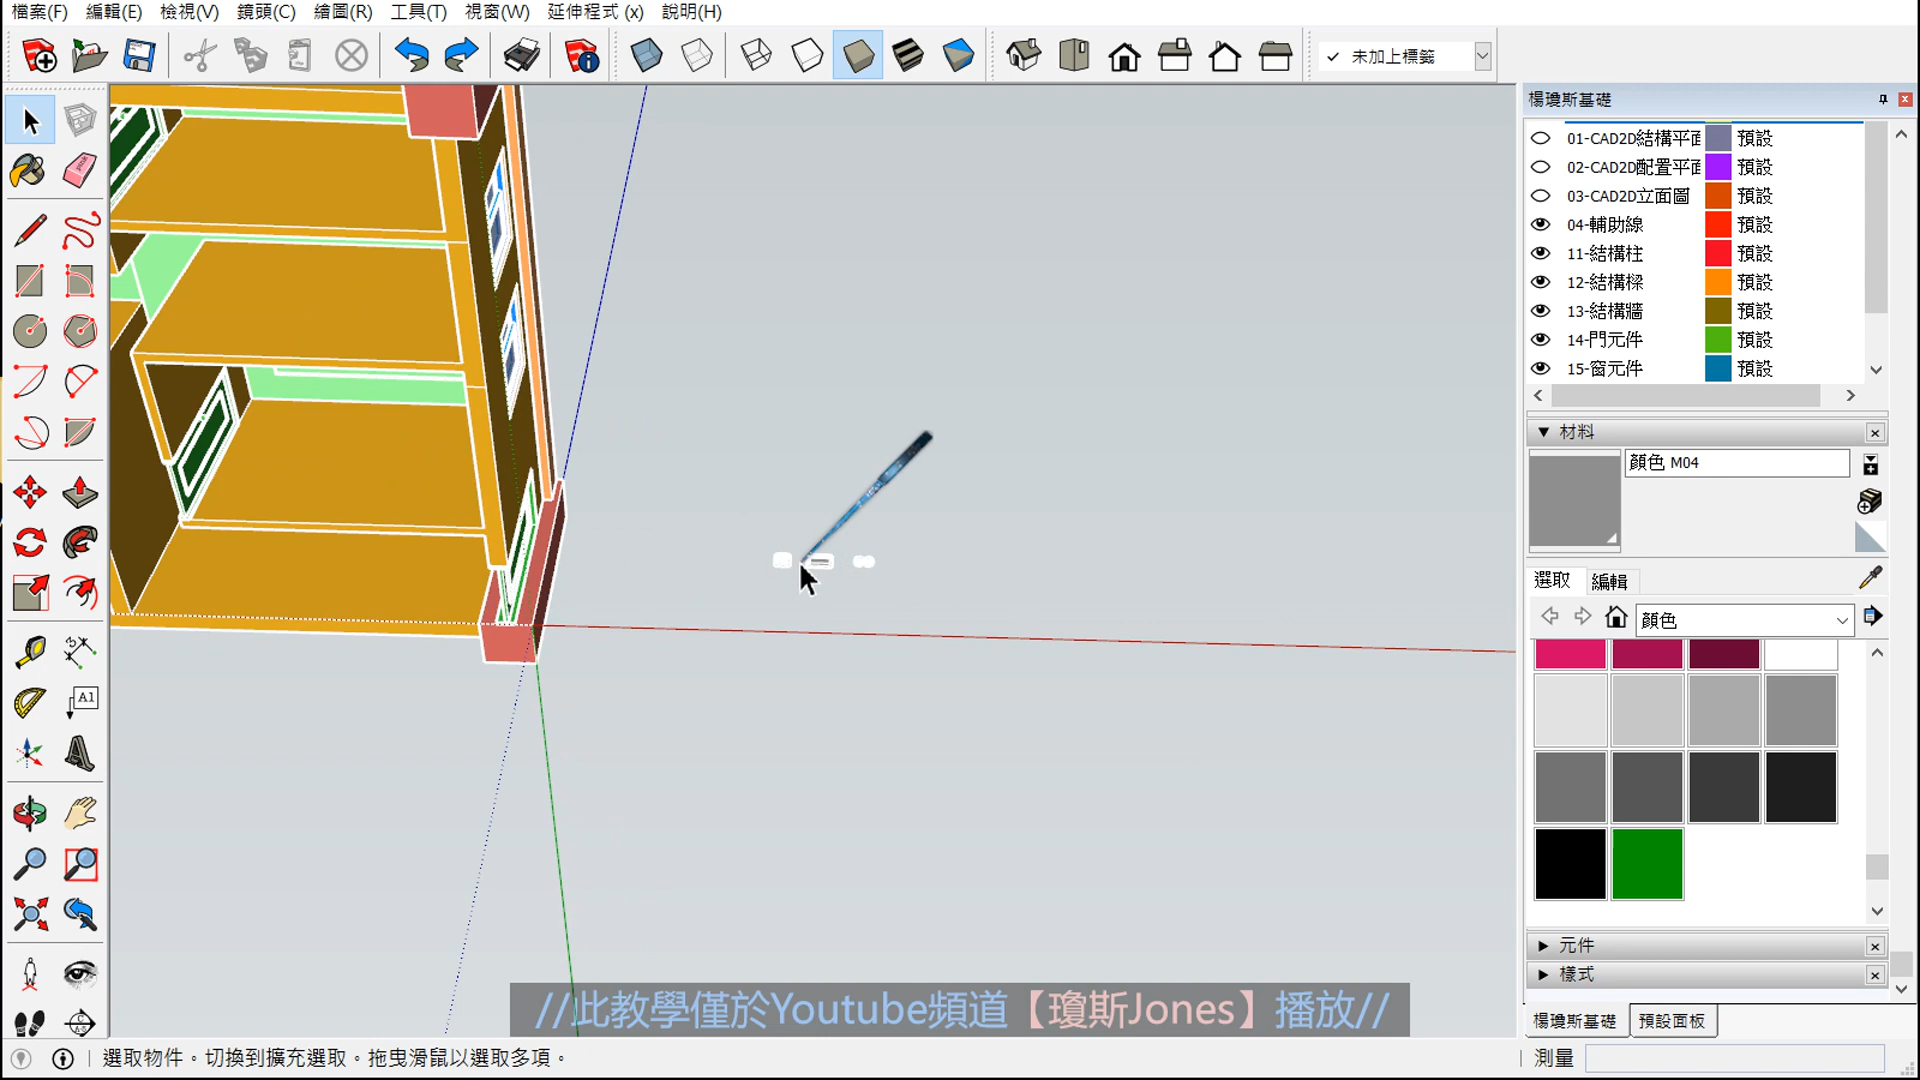 檔案(F) 編輯(E) 檢視(V) 鏡頭(C) 繪圖(R) 工具(T) 視窗(W) 延伸程式 (x) 說明(H)
未加上標籤
楊瓊斯基礎
01-CAD2D結構平面 預設
02-CAD2D配置平面 預設
03-CAD2D立面圖 預設
04-輔助線 預設
11-結構柱 預設
12-結構樑 預設
13-結構牆 預設
14-門元件 預設
15-窗元件 預設
材料
顏色 M04
選取 編輯
顏色
A1
元件
樣式
//此教學僅於Youtube頻道【瓊斯Jones】播放//
楊瓊斯基礎 預設面板
選取物件。切換到擴充選取。拖曳滑鼠以選取多項。
測量